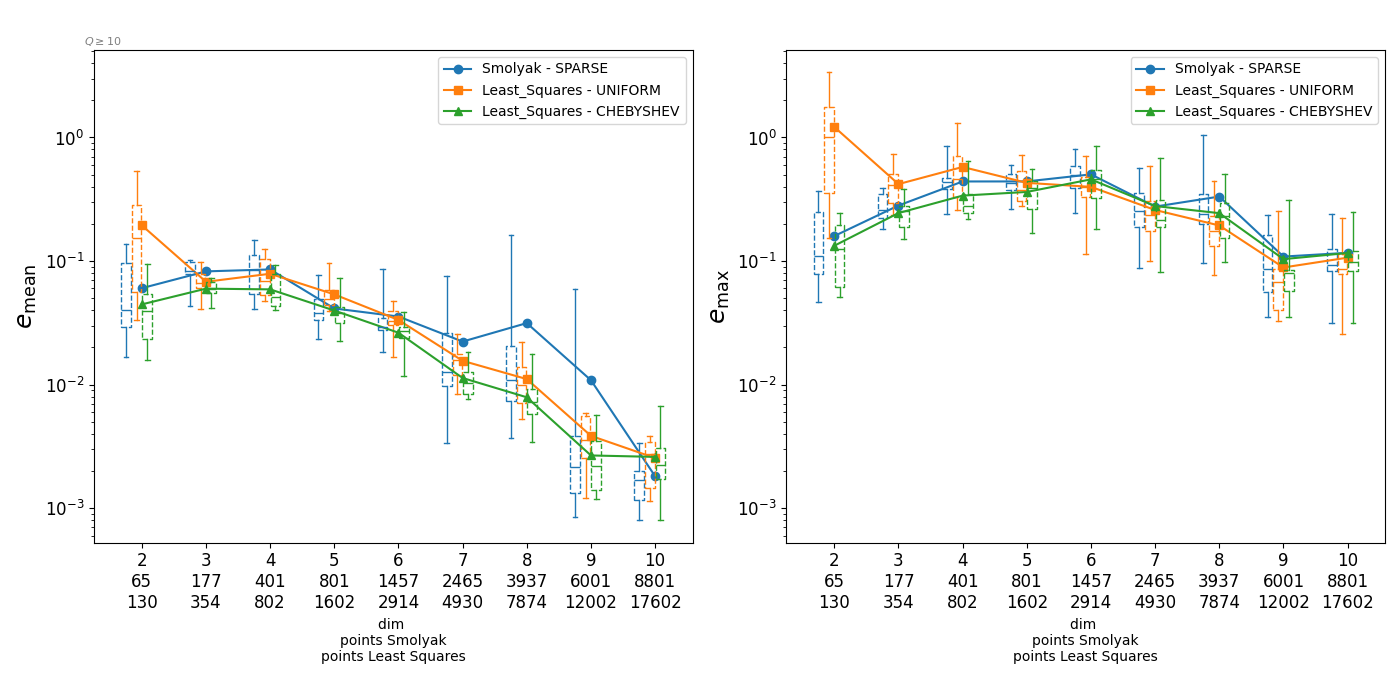 Q ≥ 10
Smolyak - SPARSE
Least_Squares - UNIFORM
Least_Squares - CHEBYSHEV
10⁰
10⁻¹
10⁻²
10⁻³
e_mean
2 3 4 5 6 7 8 9 10
65 177 401 801 1457 2465 3937 6001 8801
130 354 802 1602 2914 4930 7874 12002 17602
dim
points Smolyak
points Least Squares
Smolyak - SPARSE
Least_Squares - UNIFORM
Least_Squares - CHEBYSHEV
10⁰
10⁻¹
10⁻²
10⁻³
e_max
2 3 4 5 6 7 8 9 10
65 177 401 801 1457 2465 3937 6001 8801
130 354 802 1602 2914 4930 7874 12002 17602
dim
points Smolyak
points Least Squares